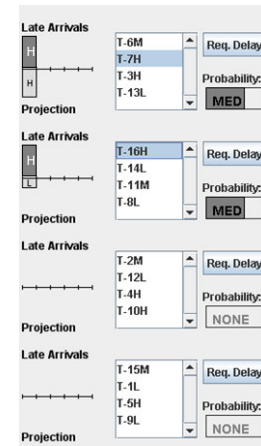 Late Arrivals
H
H
Projection
T-6M
T-7H
T-3H
T-13L
Req. Delay
Probability:
MED
Late Arrivals
H
L
Projection
T-16H
T-14L
T-11M
T-8L
Req. Delay
Probability:
MED
Late Arrivals
Projection
T-2M
T-12L
T-4H
T-10H
Req. Delay
Probability:
NONE
Late Arrivals
Projection
T-15M
T-1L
T-5H
T-9L
Req. Delay
Probability:
NONE